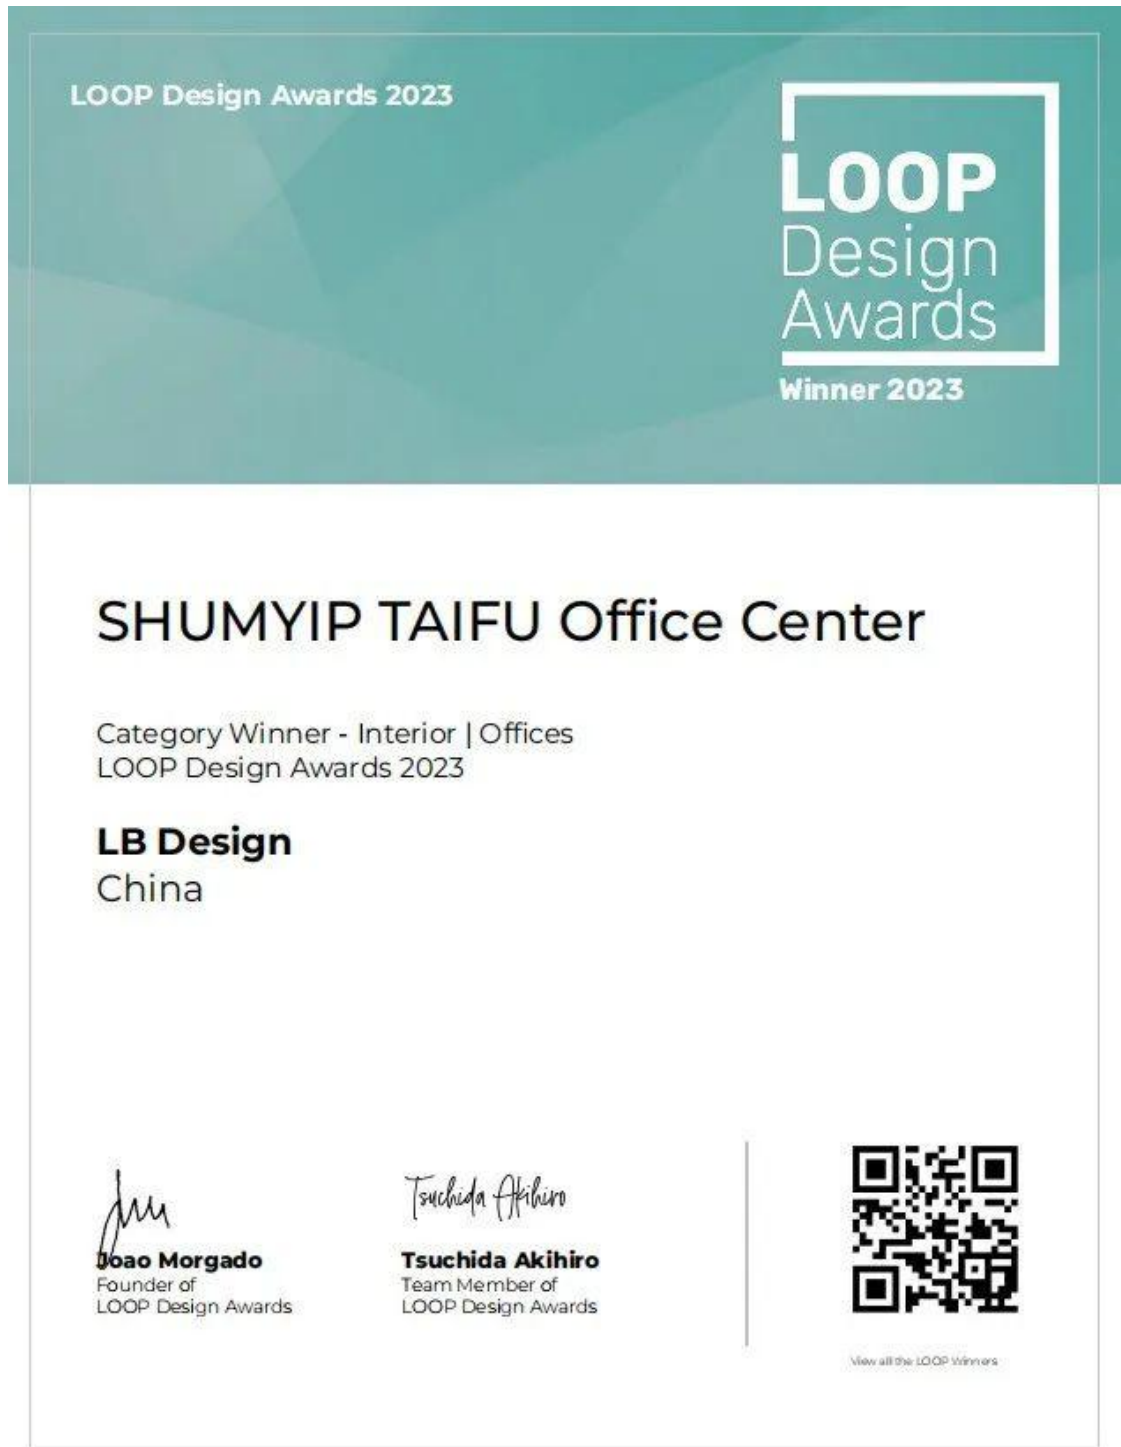 LOOP Design Awards 2023
LOOP
Design
Awards
Winner 2023
SHUMYIP TAIFU Office Center
Category Winner - Interior | Offices
LOOP Design Awards 2023
LB Design
China
Tsuchida Akihiro
Joao Morgado
Founder of
LOOP Design Awards
Tsuchida Akihiro
Team Member of
LOOP Design Awards
View all the LOOP Winners